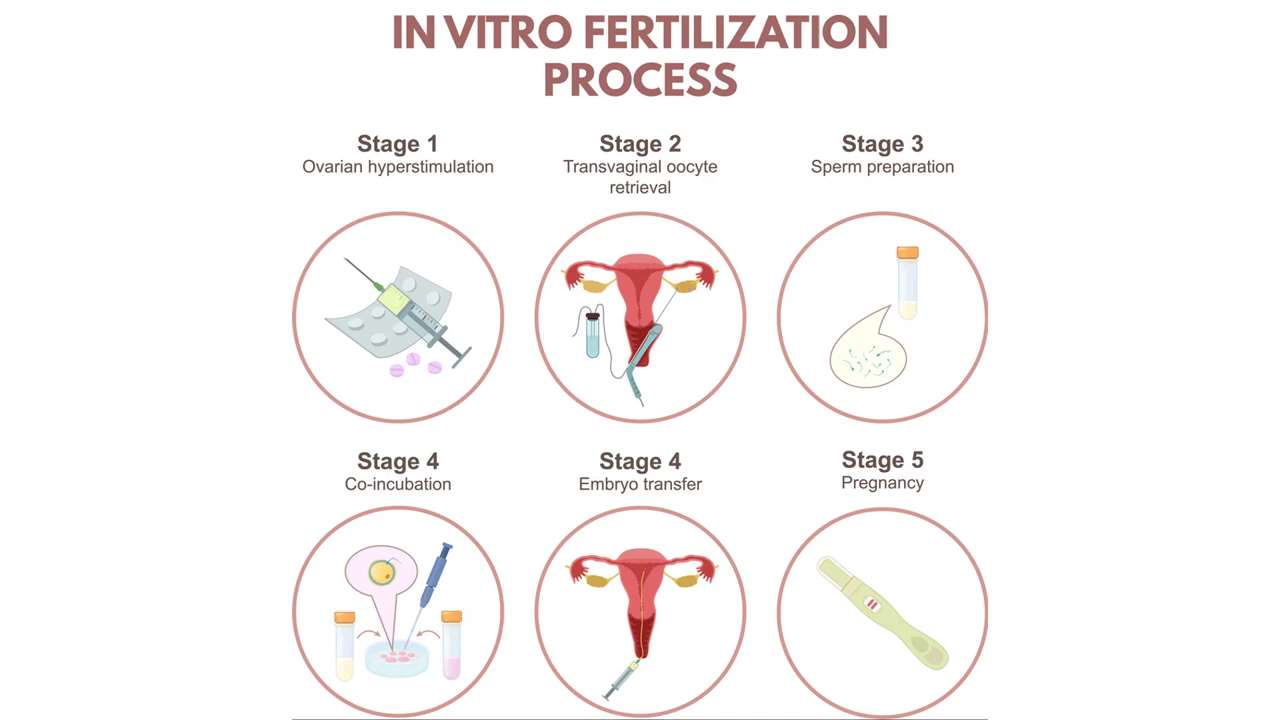 IN VITRO FERTILIZATION
PROCESS
Stage 1
Ovarian hyperstimulation
Stage 2
Transvaginal oocyte
retrieval
Stage 3
Sperm preparation
Stage 4
Co-incubation
Stage 4
Embryo transfer
Stage 5
Pregnancy